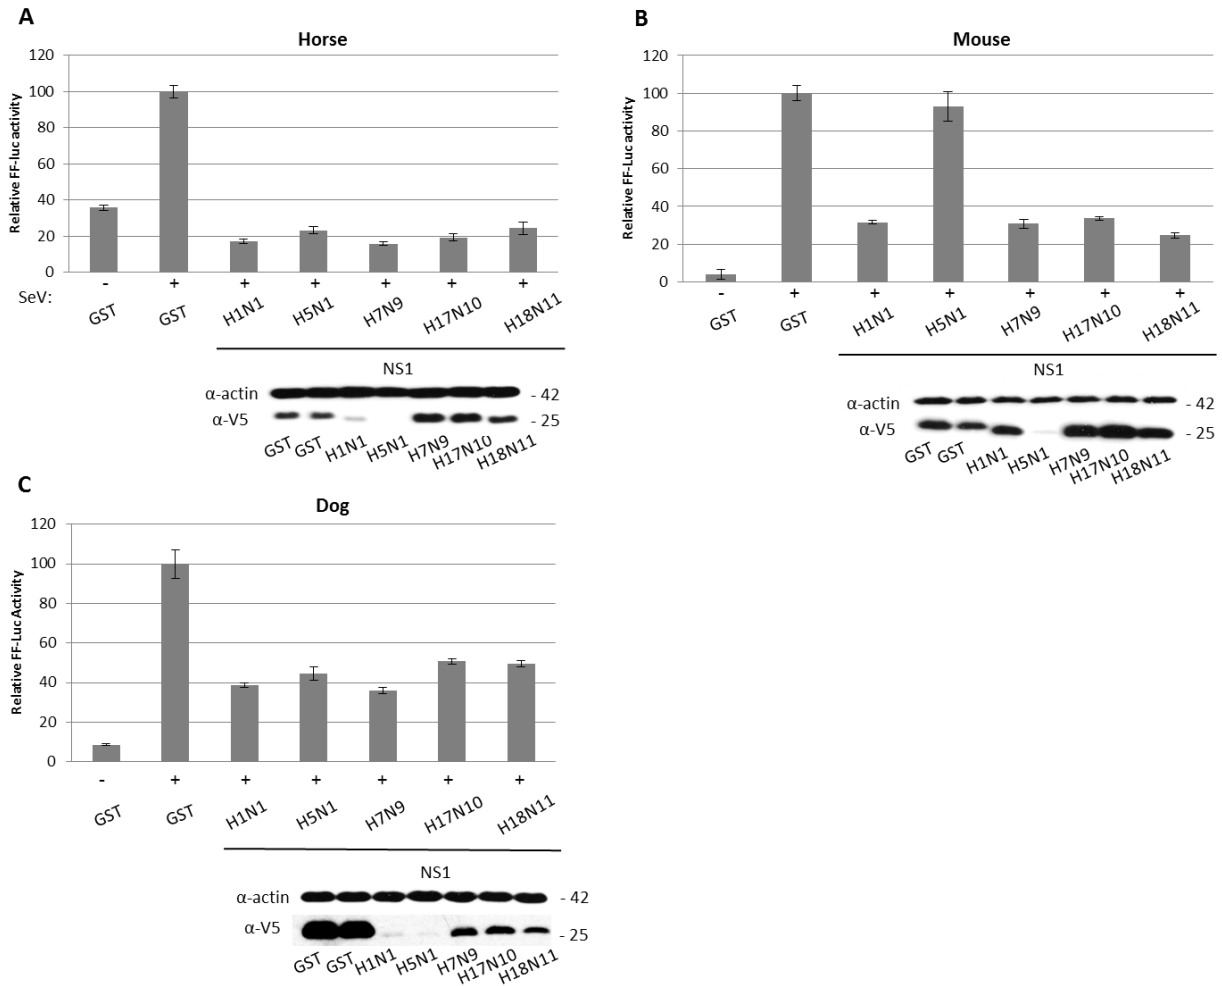 A
Horse
Relative FF-luc activity
120
100
80
60
40
20
0
SeV: - + + + + + +
GST GST H1N1 H5N1 H7N9 H17N10 H18N11
NS1
α-actin - 42
α-V5 - 25
GST GST H1N1 H5N1 H7N9 H17N10 H18N11
B
Mouse
Relative FF-Luc activity
120
100
80
60
40
20
0
- + + + + + +
GST GST H1N1 H5N1 H7N9 H17N10 H18N11
NS1
α-actin - 42
α-V5 - 25
GST GST H1N1 H5N1 H7N9 H17N10 H18N11
C
Dog
Relative FF-Luc Activity
120
100
80
60
40
20
0
- + + + + + +
GST GST H1N1 H5N1 H7N9 H17N10 H18N11
NS1
α-actin - 42
α-V5 - 25
GST GST H1N1 H5N1 H7N9 H17N10 H18N11